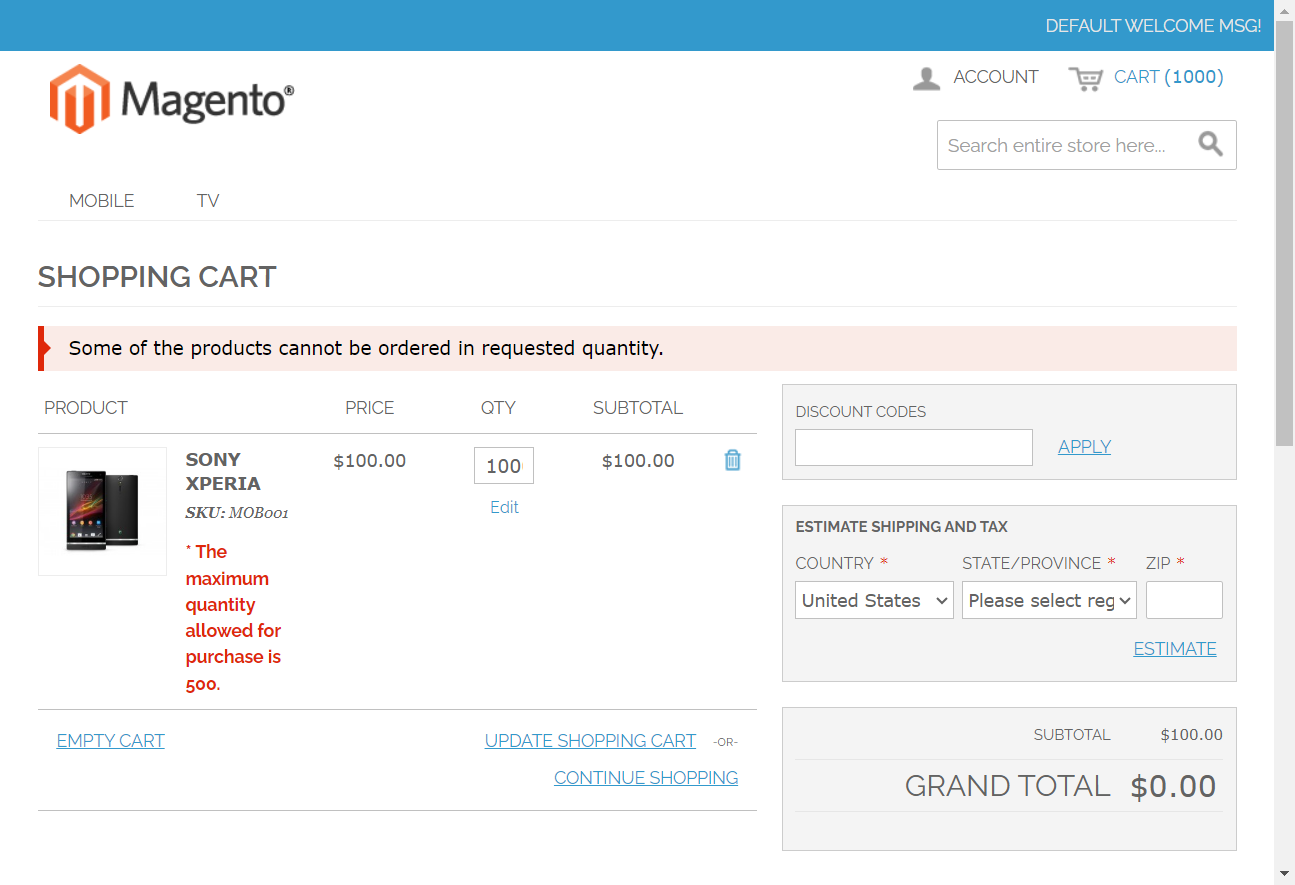 DEFAULT WELCOME MSG!
Magento®
ACCOUNT
CART (1000)
Search entire store here...
MOBILE
TV
SHOPPING CART
Some of the products cannot be ordered in requested quantity.
PRODUCT
PRICE
QTY
SUBTOTAL
SONY
XPERIA
SKU: MOB001
* The
maximum
quantity
allowed for
purchase is
500.
$100.00
100
Edit
$100.00
EMPTY CART
UPDATE SHOPPING CART
-OR-
CONTINUE SHOPPING
DISCOUNT CODES
APPLY
ESTIMATE SHIPPING AND TAX
COUNTRY *
STATE/PROVINCE *
ZIP *
United States
Please select reg
ESTIMATE
SUBTOTAL $100.00
GRAND TOTAL $0.00